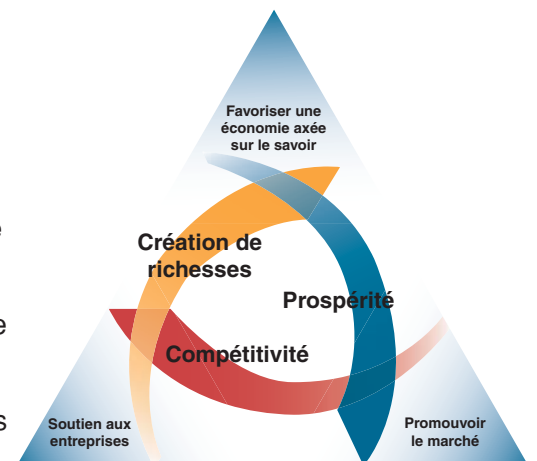 Favoriser une
économie axée
sur le savoir
Création de
richesses
Prospérité
Compétitivité
Soutien aux
entreprises
Promouvoir
le marché